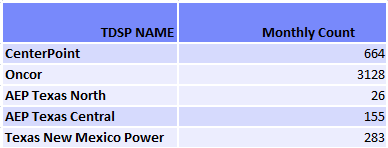 TDSP NAME Monthly Count
CenterPoint 664
Oncor 3128
AEP Texas North 26
AEP Texas Central 155
Texas New Mexico Power 283